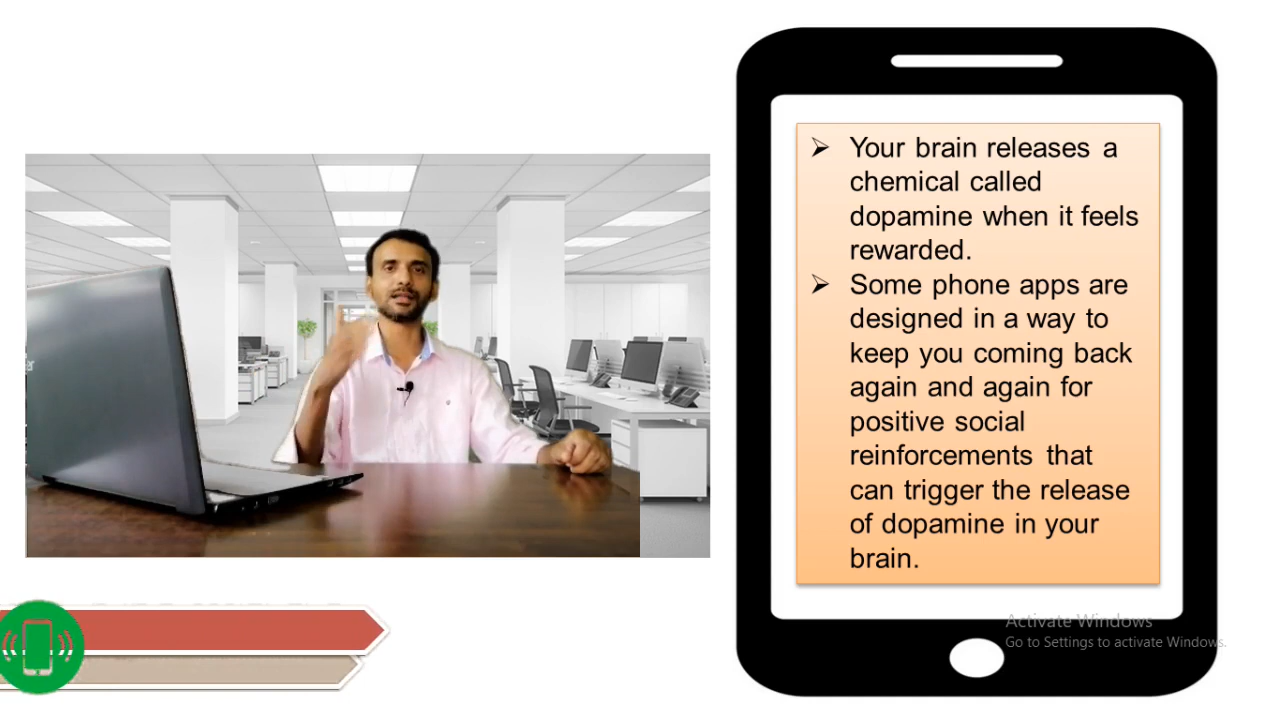 ➢ Your brain releases a
chemical called
dopamine when it feels
rewarded.
➢ Some phone apps are
designed in a way to
keep you coming back
again and again for
positive social
reinforcements that
can trigger the release
of dopamine in your
brain.
Activate Windows
Go to Settings to activate Windows.